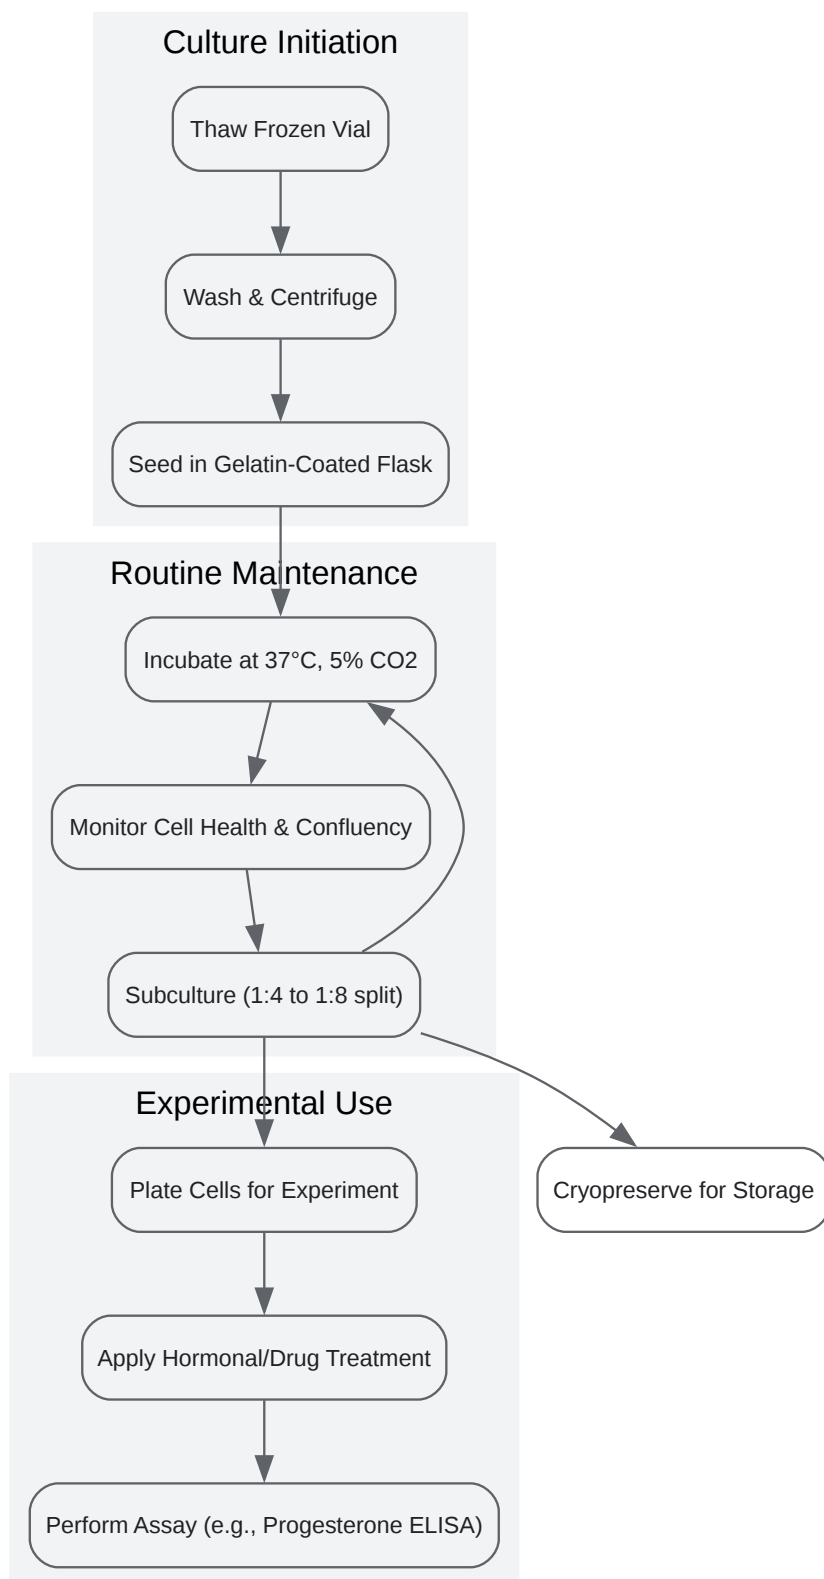 Culture Initiation
Thaw Frozen Vial
Wash & Centrifuge
Seed in Gelatin-Coated Flask
Routine Maintenance
Incubate at 37°C, 5% CO2
Monitor Cell Health & Confluency
Subculture (1:4 to 1:8 split)
Experimental Use
Plate Cells for Experiment
Cryopreserve for Storage
Apply Hormonal/Drug Treatment
Perform Assay (e.g., Progesterone ELISA)